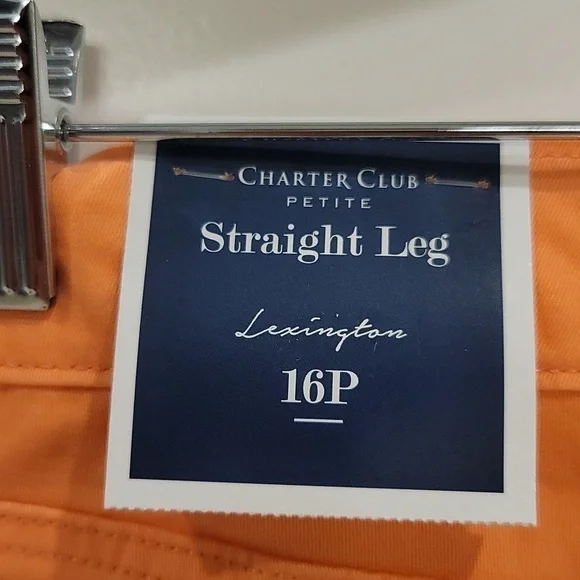 CHARTER CLUB
PETITE
Straight Leg
Lexington
16P